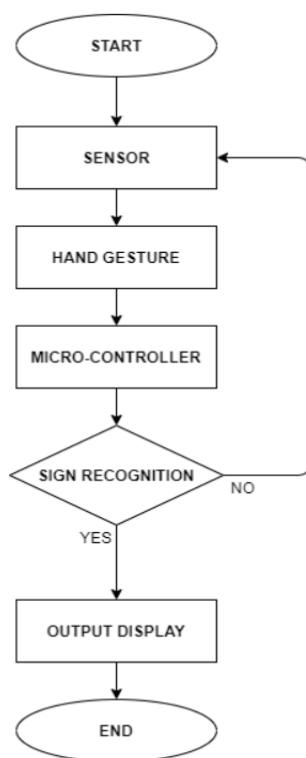 START
SENSOR
HAND GESTURE
MICRO-CONTROLLER
SIGN RECOGNITION
NO
YES
OUTPUT DISPLAY
END